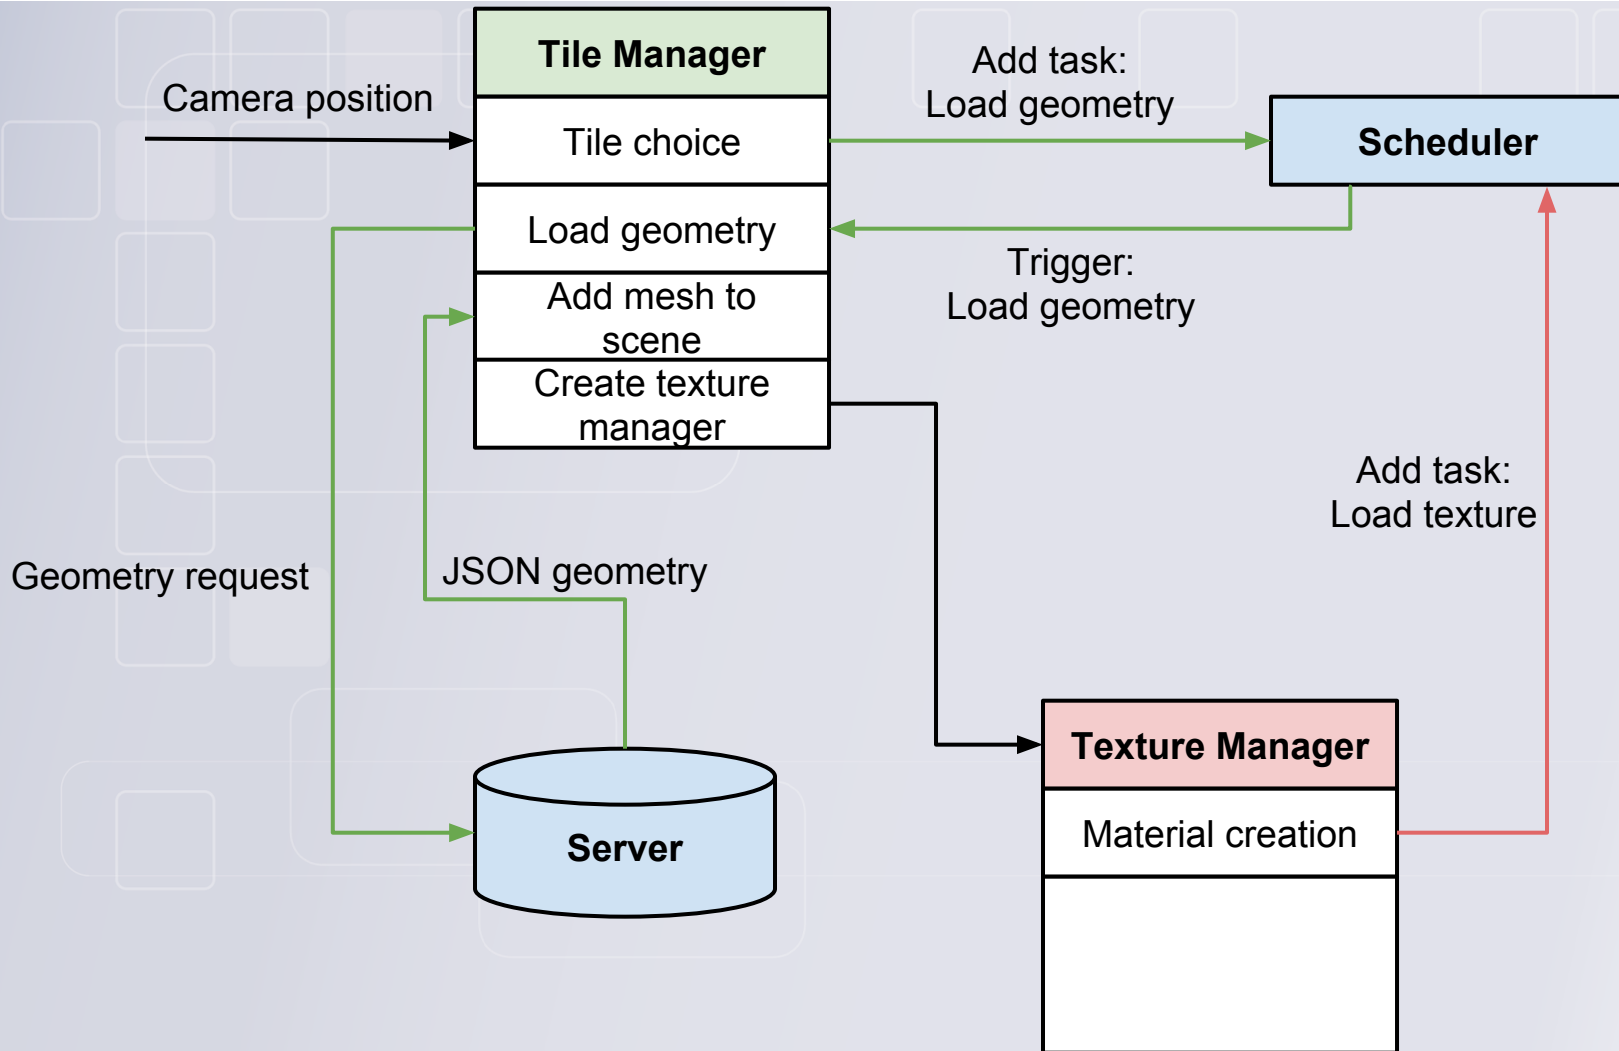 Tile Manager
Camera position
Tile choice
Add task:
Load geometry
Scheduler
Load geometry
Trigger:
Load geometry
Add mesh to
scene
Create texture
manager
Add task:
Load texture
Geometry request
JSON geometry
Texture Manager
Material creation
Server